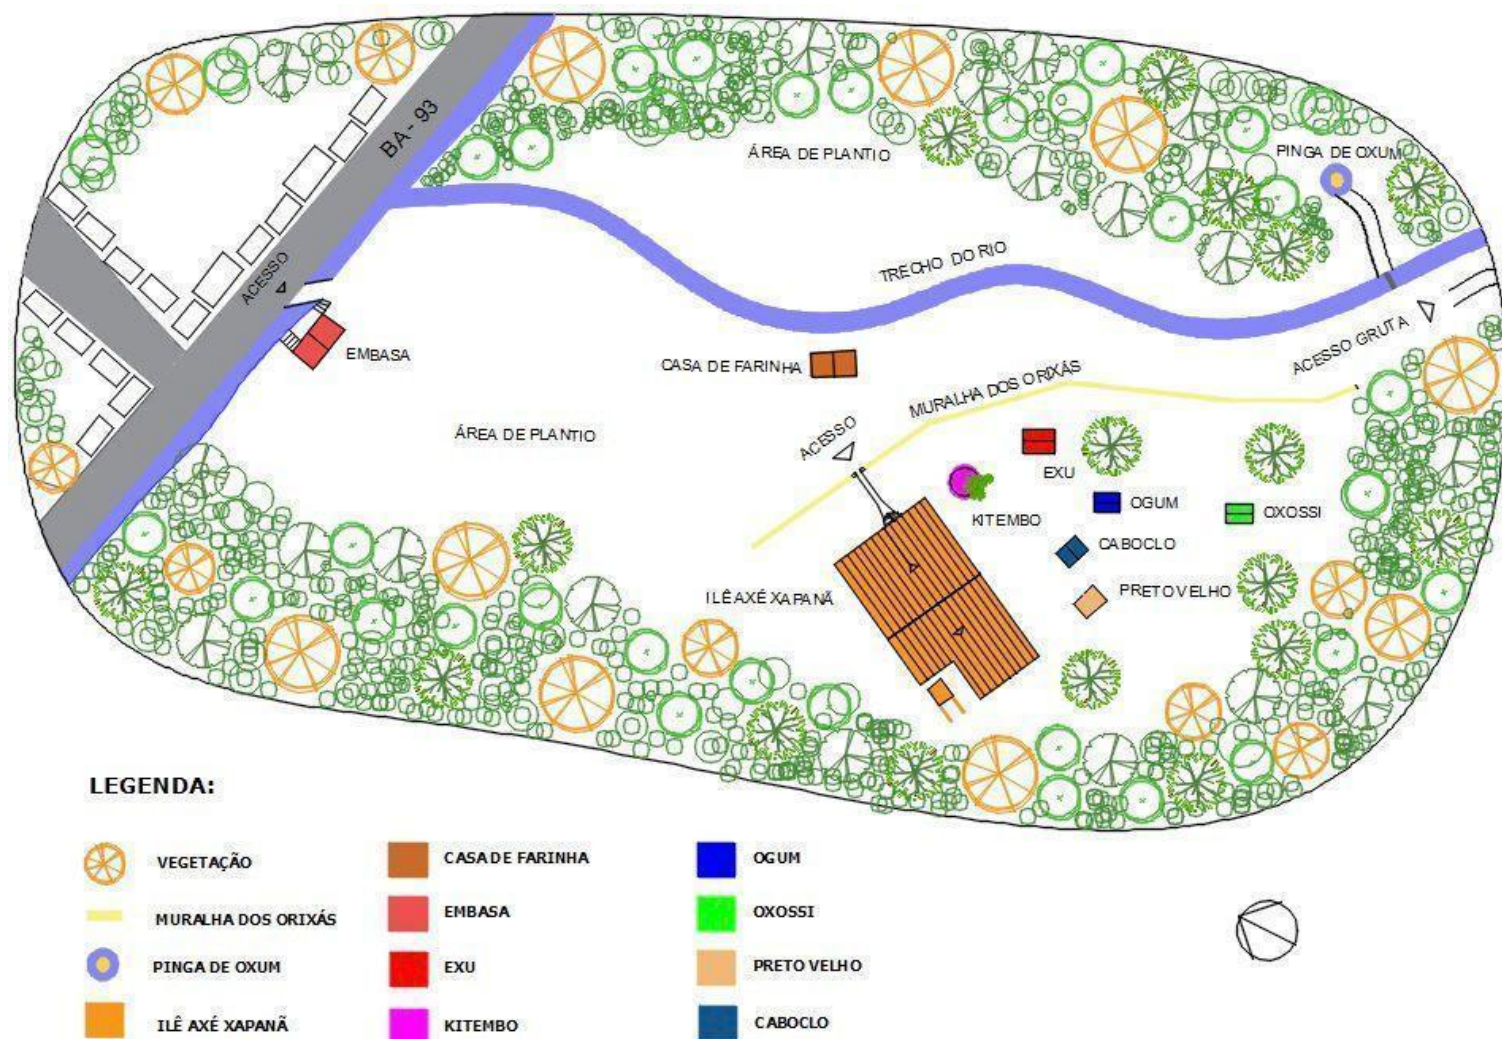 BA - 93
ÁREA DE PLANTIO
PINGA DE OXUM
ACESSO
TRECHO DO RIO
EMBASA
CASA DE FARINHA
ACESSO GRUTA
MURALHA DOS ORIXÁS
ÁREA DE PLANTIO
ACESSO
EXU
OGUM
OXOSSI
KITEMBO
CABOCLO
PRETO VELHO
ILÊ AXÉ XAPANÃ
LEGENDA:
VEGETAÇÃO
MURALHA DOS ORIXÁS
PINGA DE OXUM
ILÊ AXÉ XAPANÃ
CASA DE FARINHA
EMBASA
EXU
KITEMBO
OGUM
OXOSSI
PRETO VELHO
CABOCLO